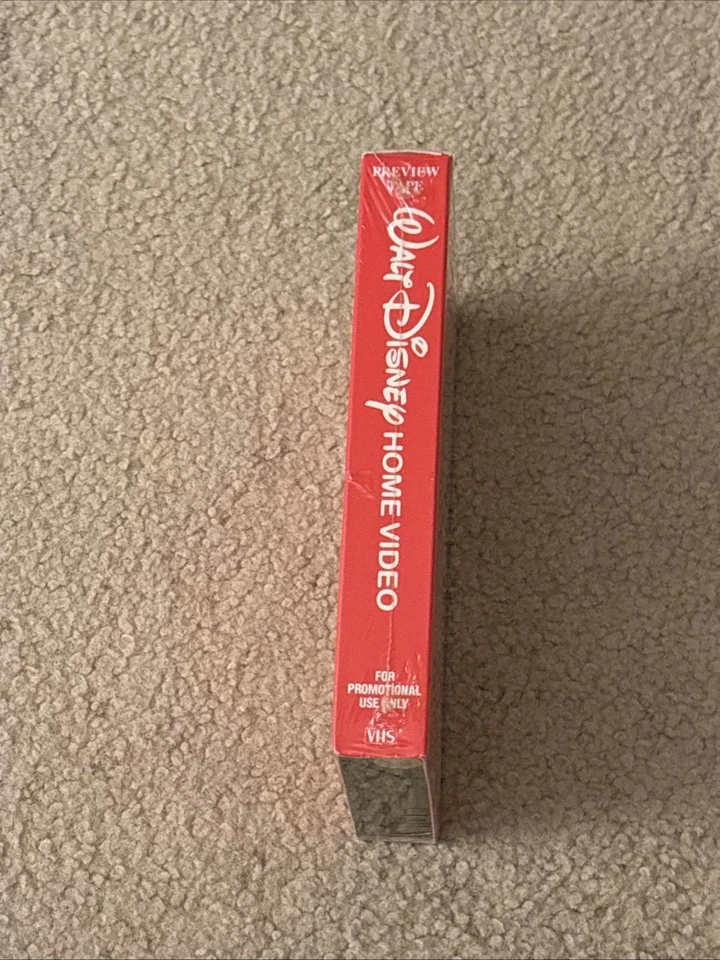 PREVIEW
TAPE
WALT DISNEY HOME VIDEO
FOR
PROMOTIONAL
USE ONLY
VHS